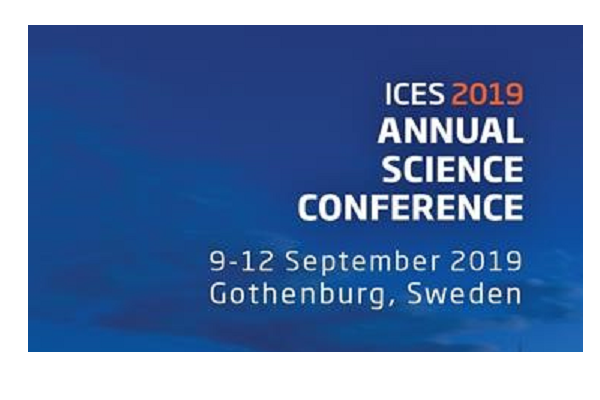 ICES 2019
ANNUAL
SCIENCE
CONFERENCE
9-12 September 2019
Gothenburg, Sweden